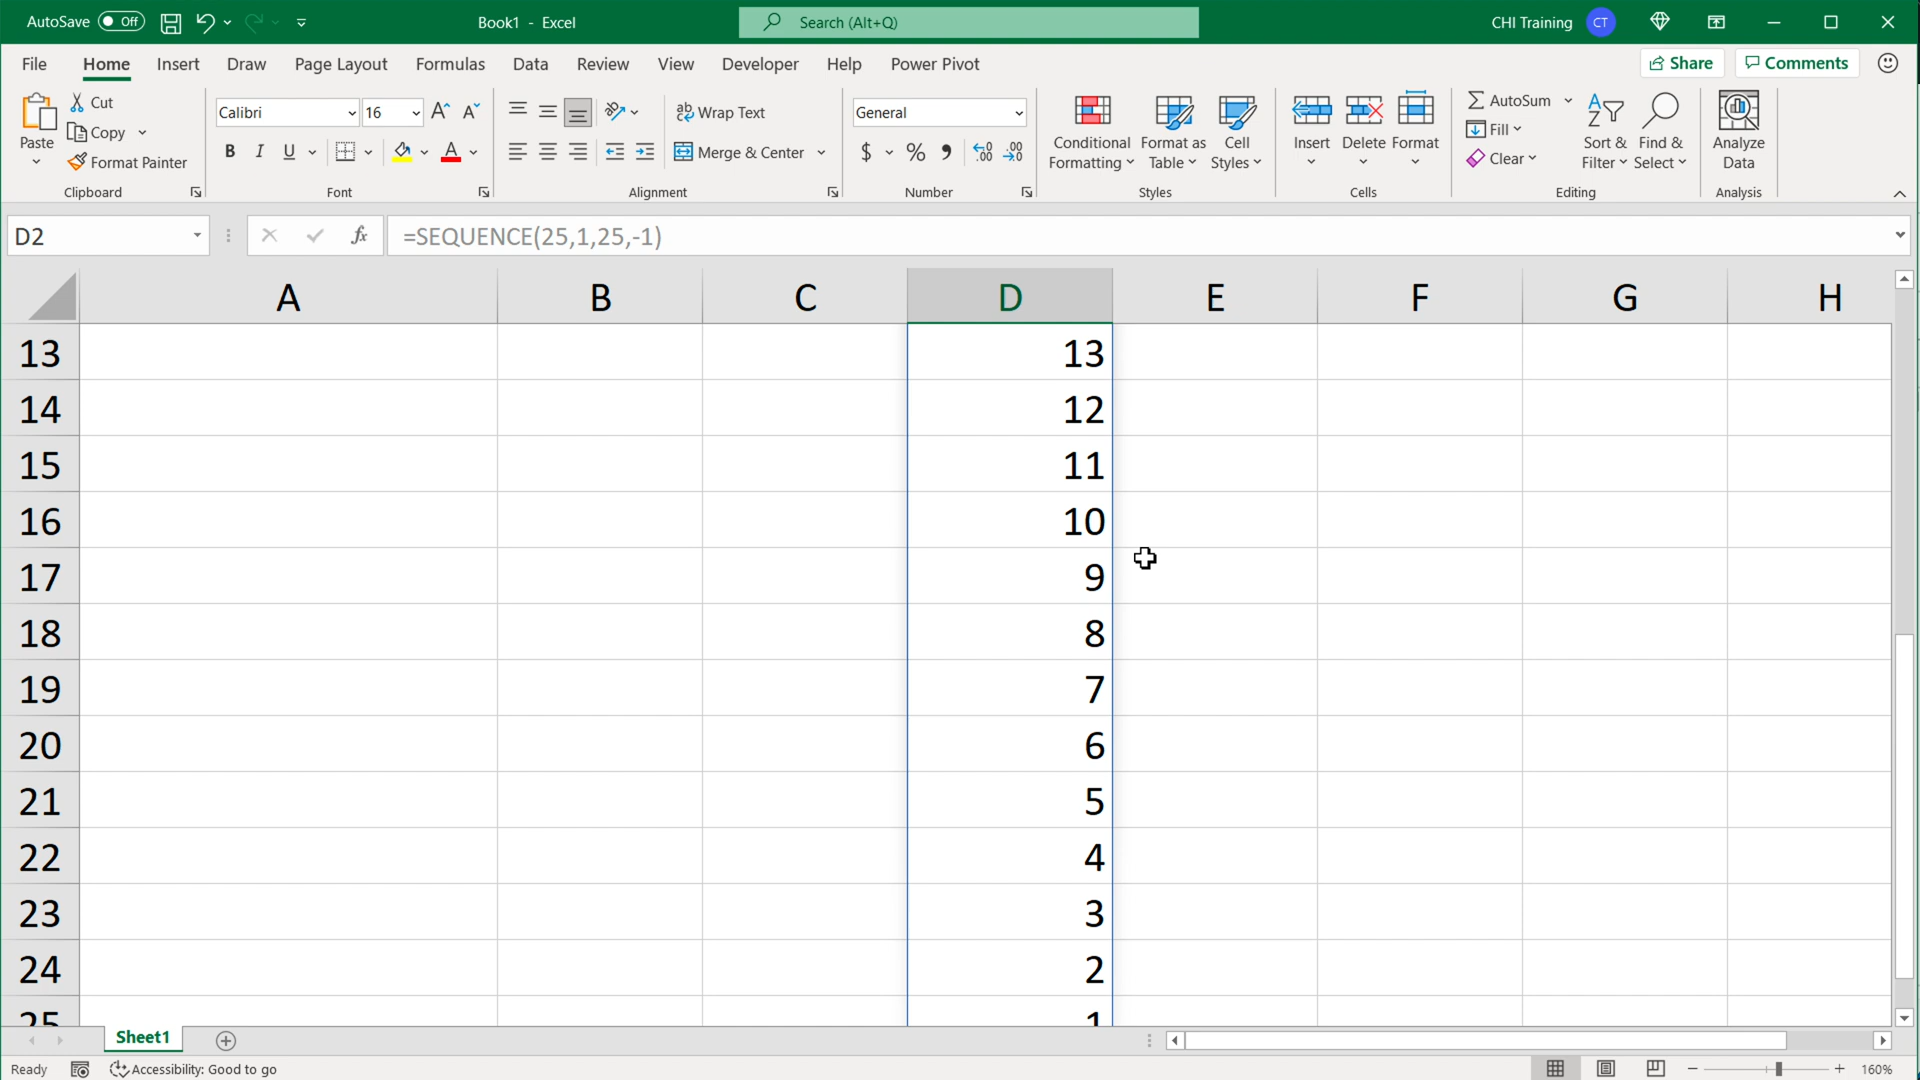 AutoSave Off Book1 - Excel Search (Alt+Q) CHI Training CT
File Home Insert Draw Page Layout Formulas Data Review View Developer Help Power Pivot Share Comments
Paste Cut Copy Format Painter Clipboard
Calibri 16 B I U A Font
Wrap Text Merge & Center Alignment
General $ % Number
Conditional Formatting Format as Table Cell Styles Styles
Insert Delete Format Cells
AutoSum Fill Clear Sort & Filter Find & Select Editing
Analyze Data Analysis
D2 fx =SEQUENCE(25,1,25,-1)
A B C D E F G H
13 13
14 12
15 11
16 10
17 9
18 8
19 7
20 6
21 5
22 4
23 3
24 2
25 1
Sheet1
Ready Accessibility: Good to go 160%